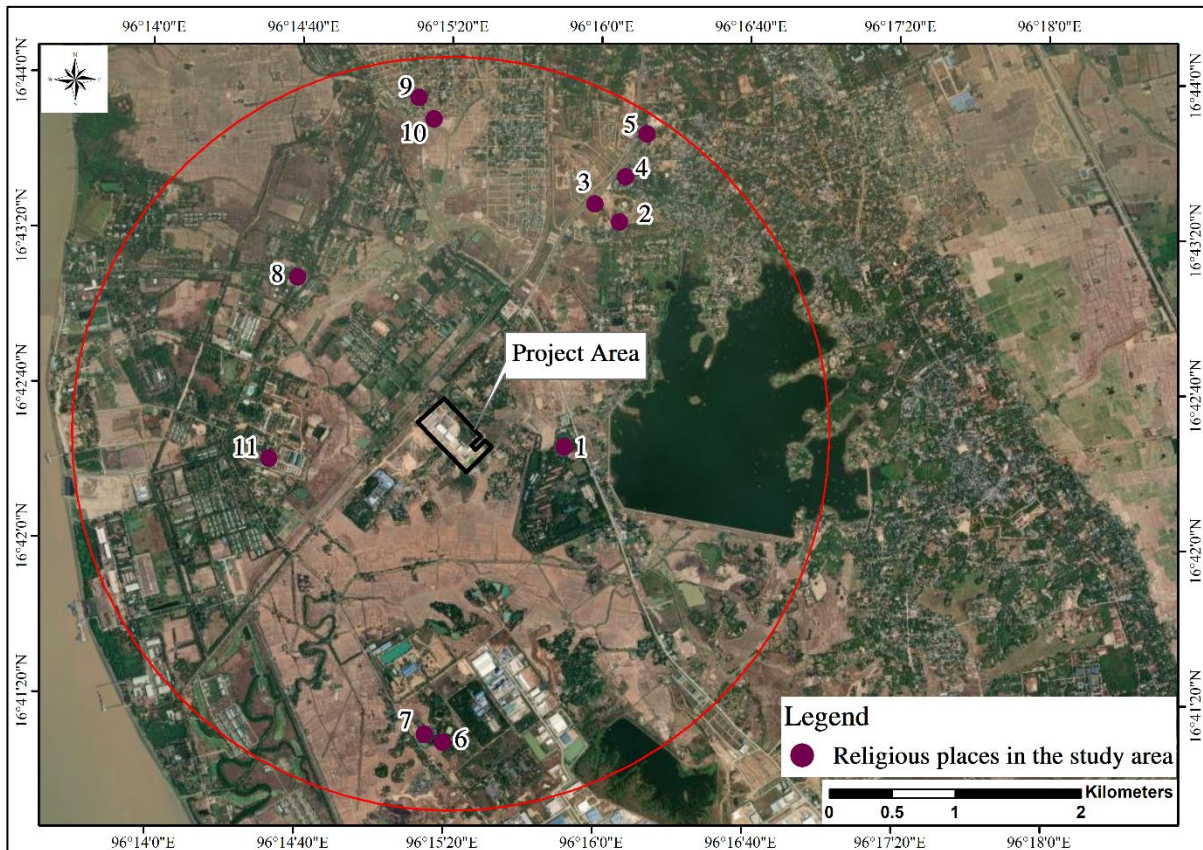 96°14'0"E 96°14'40"E 96°15'20"E 96°16'0"E 96°16'40"E 96°17'20"E 96°18'0"E
16°44'0"N
16°44'0"N
N
W E
S
9
10
5
4
3
2
16°43'20"N
16°43'20"N
8
Project Area
16°42'40"N
16°42'40"N
1
11
16°42'0"N
16°42'0"N
16°41'20"N
16°41'20"N
7
6
Legend
Religious places in the study area
Kilometers
0 0.5 1 2
96°14'0"E 96°14'40"E 96°15'20"E 96°16'0"E 96°16'40"E 96°17'20"E 96°18'0"E